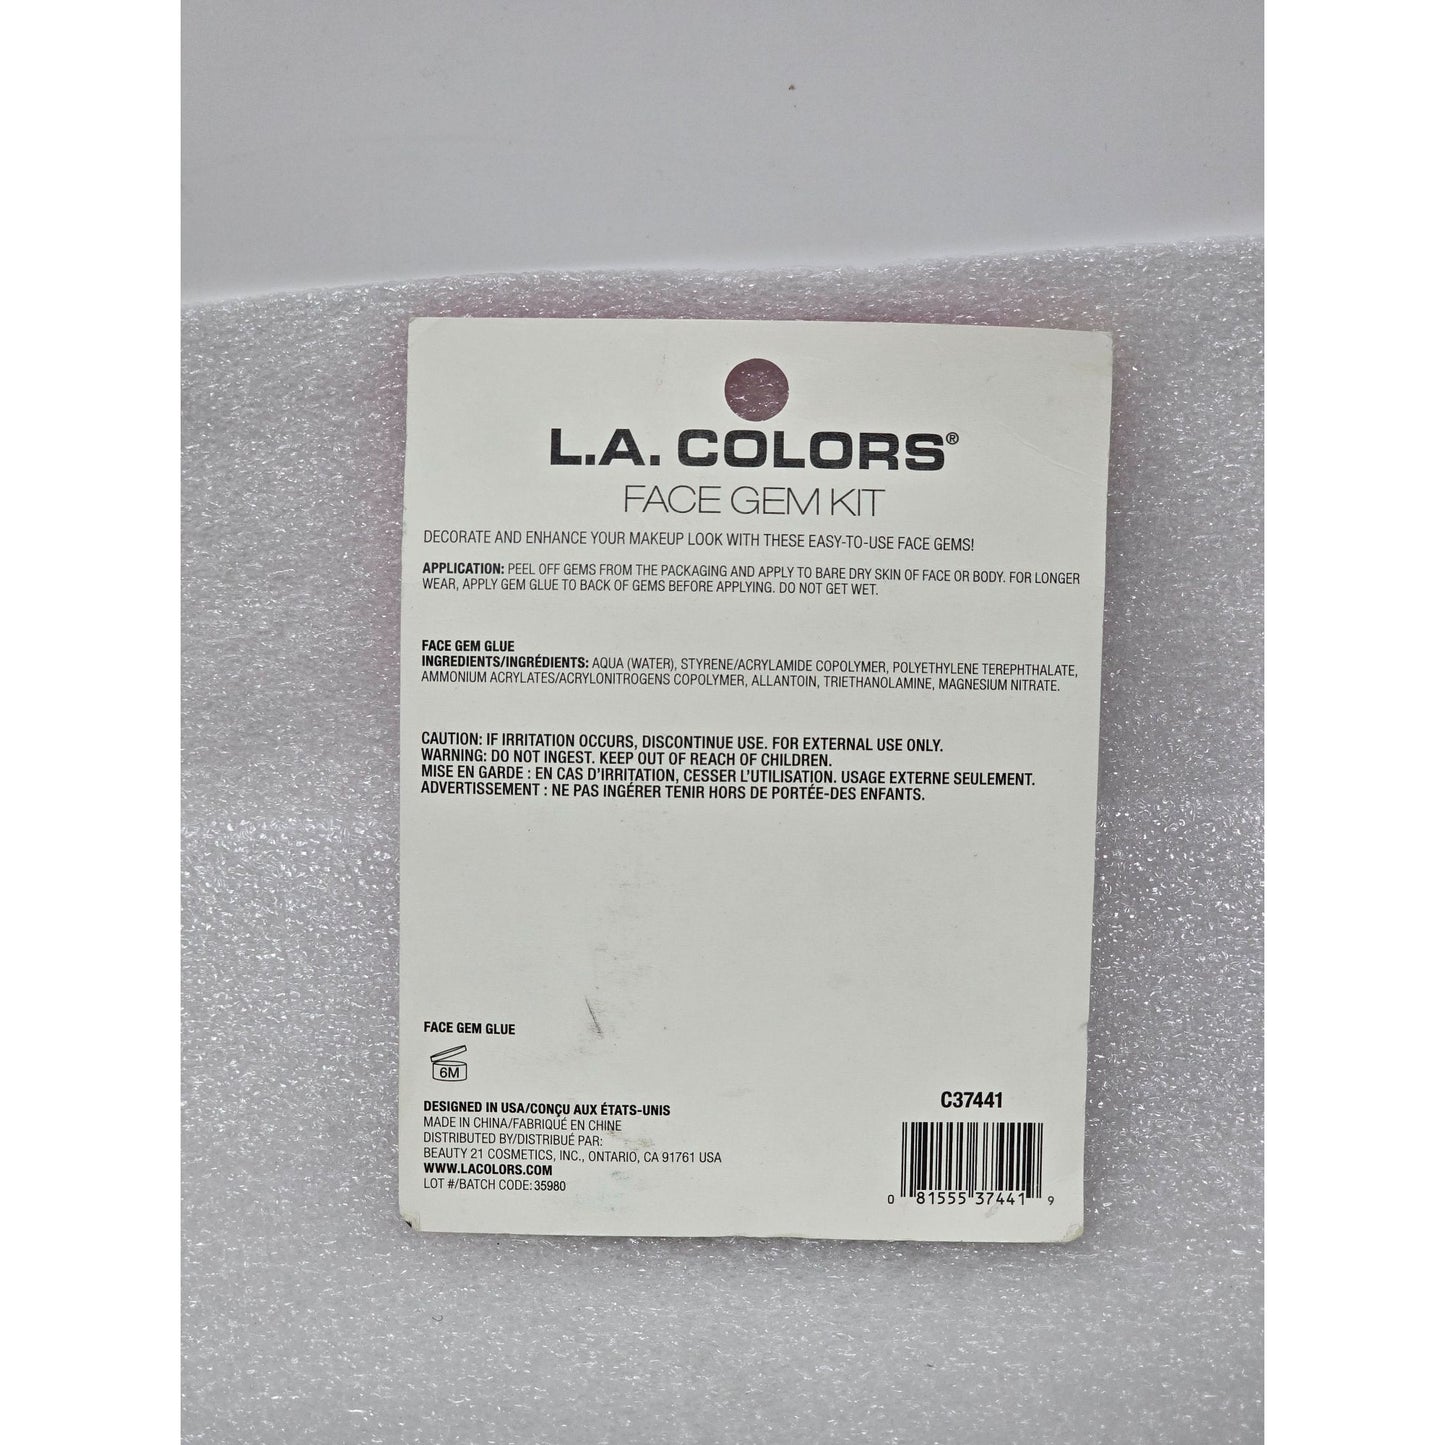 L.A. COLORS®
FACE GEM KIT
DECORATE AND ENHANCE YOUR MAKEUP LOOK WITH THESE EASY-TO-USE FACE GEMS!
APPLICATION: PEEL OFF GEMS FROM THE PACKAGING AND APPLY TO BARE DRY SKIN OF FACE OR BODY. FOR LONGER
WEAR, APPLY GEM GLUE TO BACK OF GEMS BEFORE APPLYING. DO NOT GET WET.
FACE GEM GLUE
INGREDIENTS/INGRÉDIENTS: AQUA (WATER), STYRENE/ACRYLAMIDE COPOLYMER, POLYETHYLENE TEREPHTHALATE,
AMMONIUM ACRYLATES/ACRYLONITROGENS COPOLYMER, ALLANTOIN, TRIETHANOLAMINE, MAGNESIUM NITRATE.
CAUTION: IF IRRITATION OCCURS, DISCONTINUE USE. FOR EXTERNAL USE ONLY.
WARNING: DO NOT INGEST. KEEP OUT OF REACH OF CHILDREN.
MISE EN GARDE : EN CAS D'IRRITATION, CESSER L'UTILISATION. USAGE EXTERNE SEULEMENT.
ADVERTISSEMENT : NE PAS INGÉRER TENIR HORS DE PORTÉE-DES ENFANTS.
FACE GEM GLUE
6M
DESIGNED IN USA/CONÇU AUX ÉTATS-UNIS
MADE IN CHINA/FABRIQUÉ EN CHINE
DISTRIBUTED BY/DISTRIBUÉ PAR:
BEAUTY 21 COSMETICS, INC., ONTARIO, CA 91761 USA
WWW.LACOLORS.COM
LOT #/BATCH CODE: 35980
C37441
0 81555 37441 9